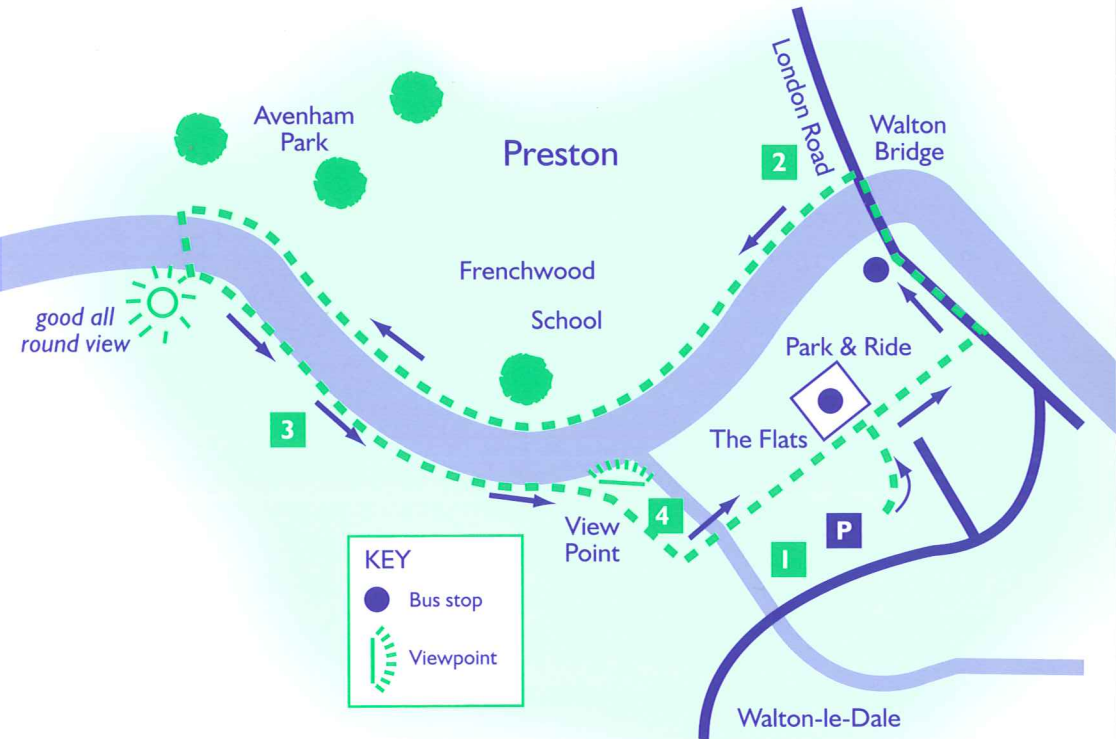 Avenham
Park
Preston
London Road
Walton
Bridge
2
Frenchwood
School
good all
round view
Park & Ride
3
The Flats
4
View
Point
P
1
KEY
Bus stop
Viewpoint
Walton-le-Dale